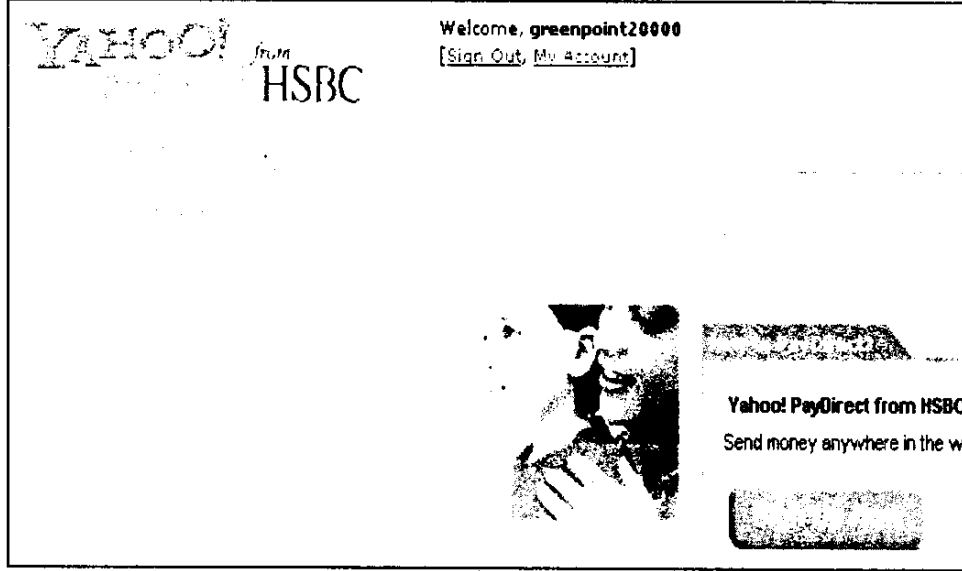 YAHOO!
from
HSBC
Welcome, greenpoint20000
[Sign Out, My Account]
Yahoo! PayDirect from HSBC
Send money anywhere in the w